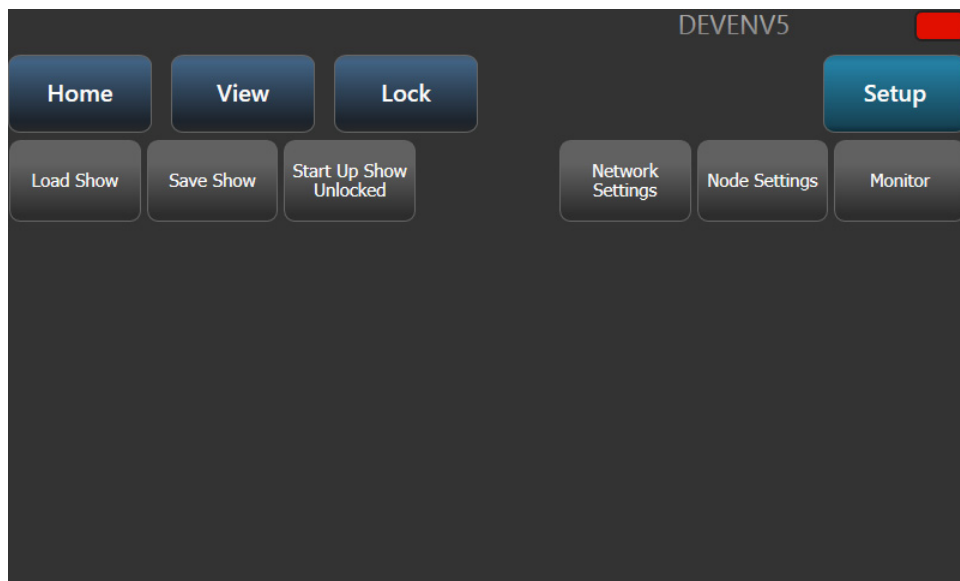 DEVENV5
Home
View
Lock
Setup
Load Show
Save Show
Start Up Show
Unlocked
Network
Settings
Node Settings
Monitor